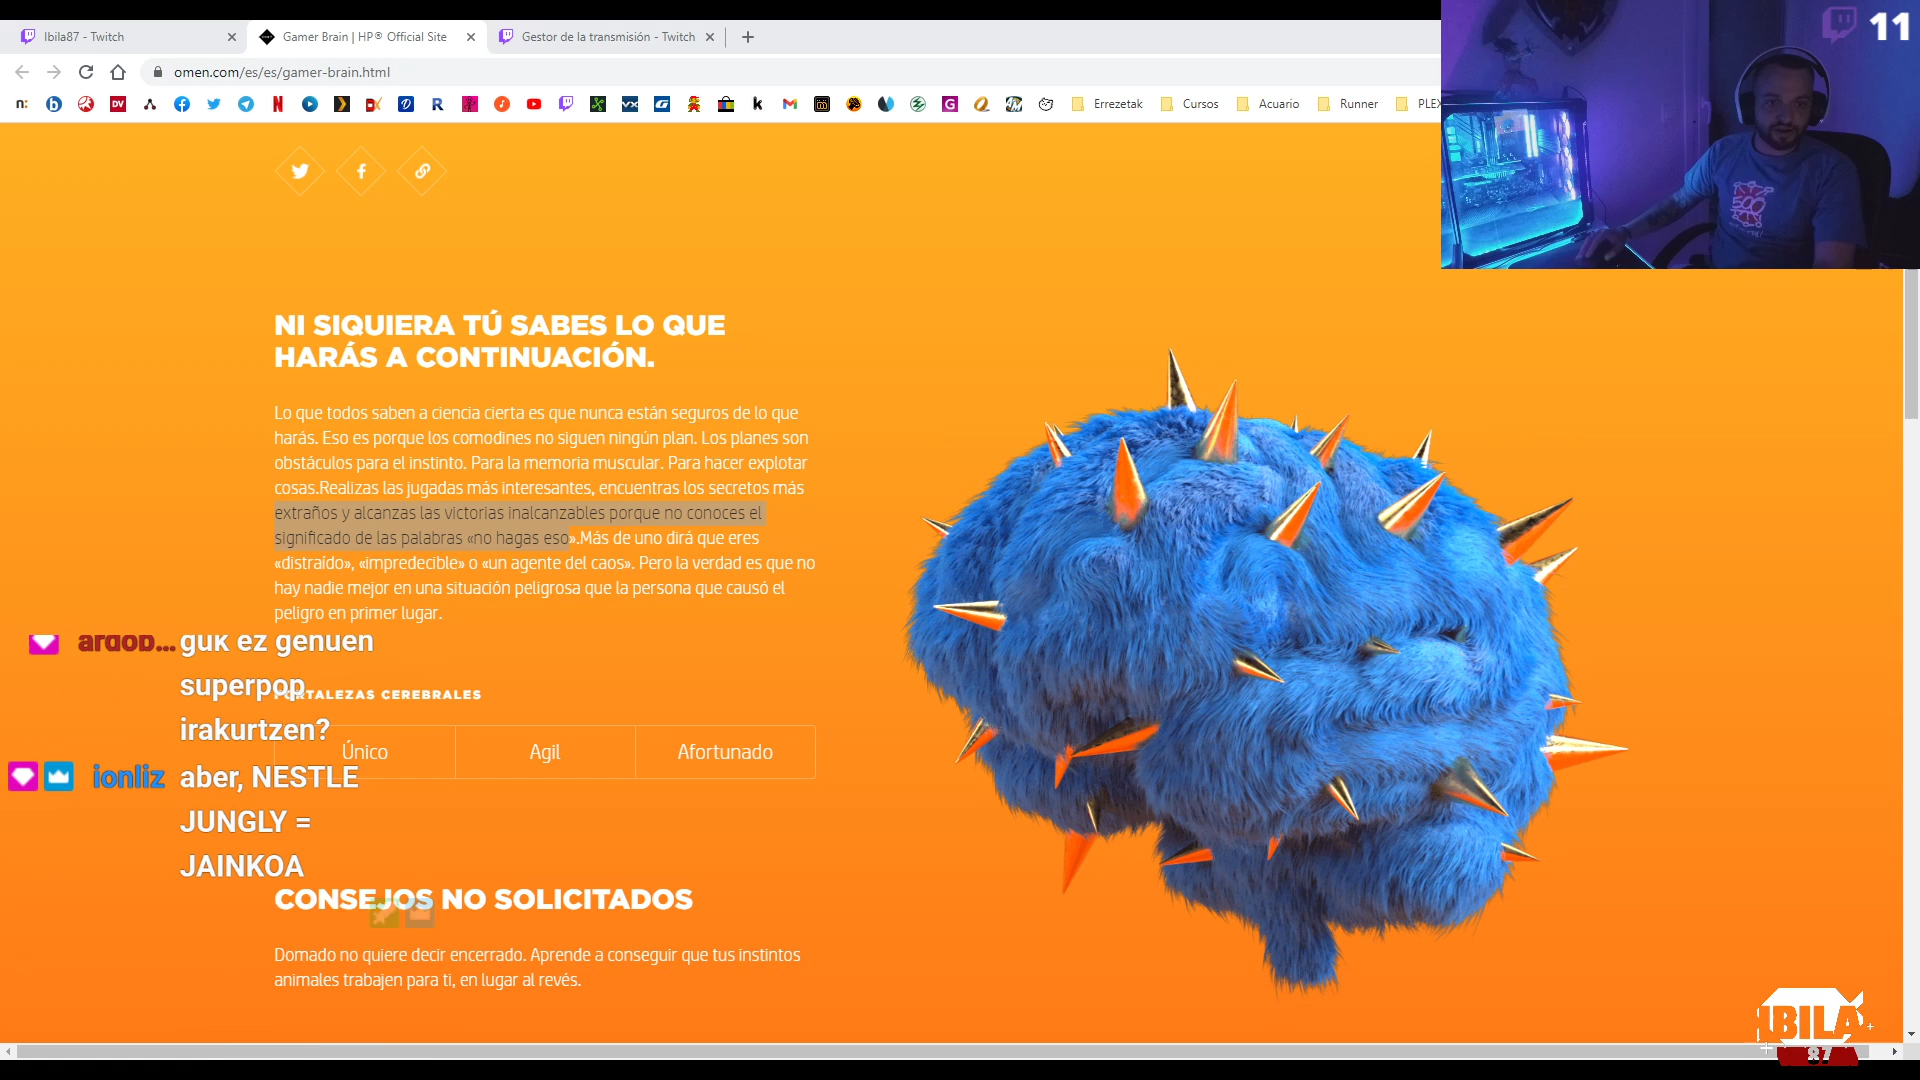 Ibila87 - Twitch
Gamer Brain | HP® Official Site
Gestor de la transmisión - Twitch
11
omen.com/es/es/gamer-brain.html
n:
b
DV
N
R
VX
G
k
Errezetak
Cursos
Acuario
Runner
PLEX
500
NI SIQUIERA TÚ SABES LO QUE
HARÁS A CONTINUACIÓN.
Lo que todos saben a ciencia cierta es que nunca están seguros de lo que
harás. Eso es porque los comodines no siguen ningún plan. Los planes son
obstáculos para el instinto. Para la memoria muscular. Para hacer explotar
cosas.Realizas las jugadas más interesantes, encuentras los secretos más
extraños y alcanzas las victorias inalcanzables porque no conoces el
significado de las palabras «no hagas eso».Más de uno dirá que eres
«distraído», «impredecible» o «un agente del caos». Pero la verdad es que no
hay nadie mejor en una situación peligrosa que la persona que causó el
peligro en primer lugar.
ardob... guk ez genuen
superpop
irakurtzen?
FORTALEZAS CEREBRALES
Único
Agil
Afortunado
ionliz aber, NESTLE
JUNGLY =
JAINKOA
CONSEJOS NO SOLICITADOS
Domado no quiere decir encerrado. Aprende a conseguir que tus instintos
animales trabajen para ti, en lugar al revés.
IBILA
87